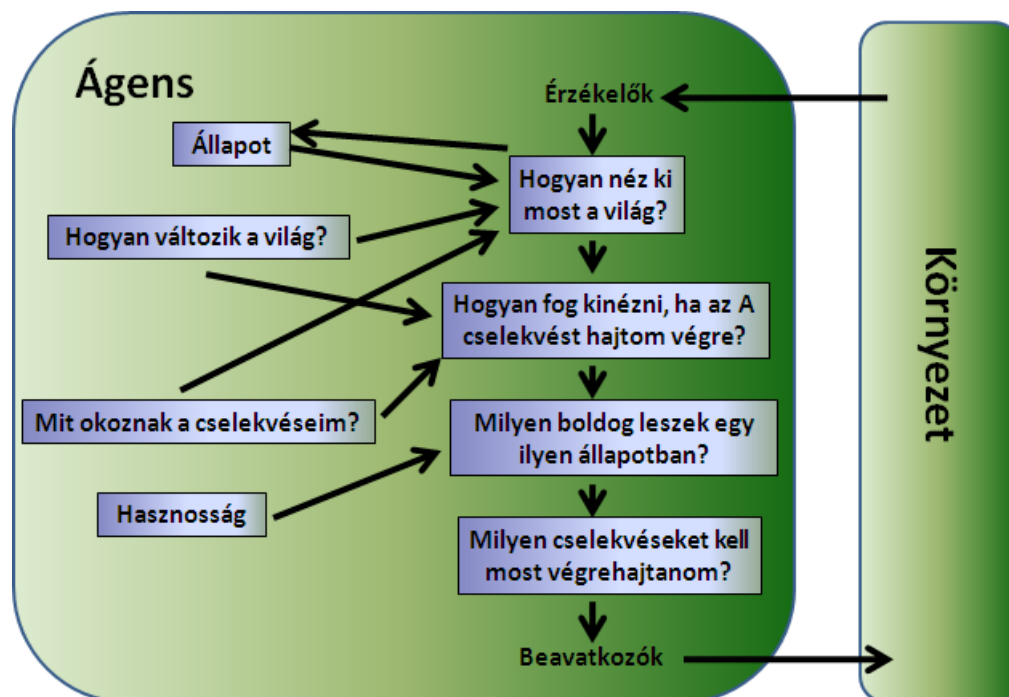 Ágens
Érzékelők
Állapot
Hogyan néz ki
most a világ?
Hogyan változik a világ?
Hogyan fog kinézni, ha az A
cselekvést hajtom végre?
Mit okoznak a cselekvéseim?
Milyen boldog leszek egy
ilyen állapotban?
Hasznosság
Milyen cselekvéseket kell
most végrehajtanom?
Beavatkozók
Környezet